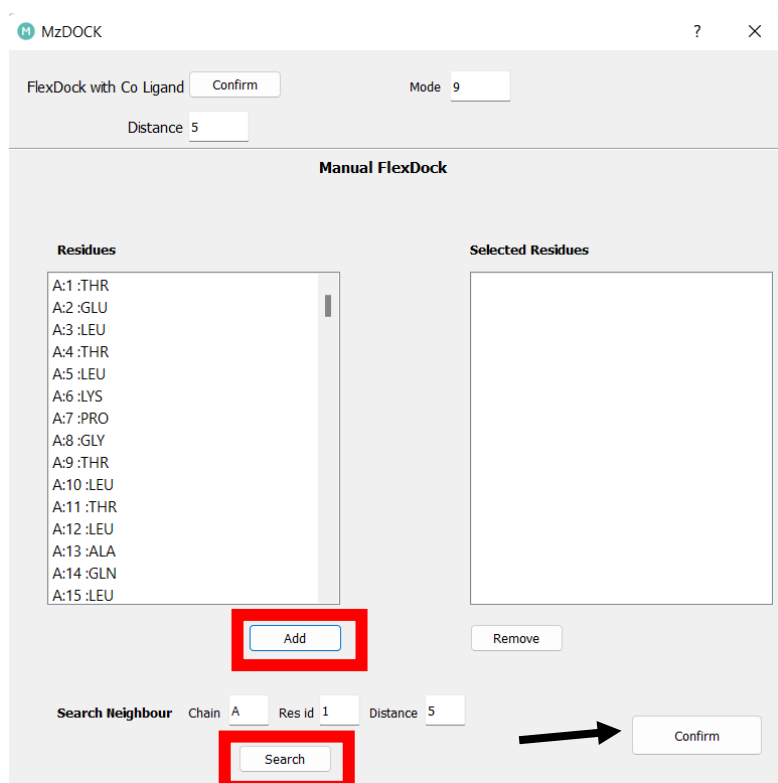 MzDOCK ?
FlexDock with Co Ligand Confirm Mode 9
Distance 5
Manual FlexDock
Residues Selected Residues
A:1 :THR
A:2 :GLU
A:3 :LEU
A:4 :THR
A:5 :LEU
A:6 :LYS
A:7 :PRO
A:8 :GLY
A:9 :THR
A:10 :LEU
A:11 :THR
A:12 :LEU
A:13 :ALA
A:14 :GLN
A:15 :LEU
Add Remove
Search Neighbour Chain A Res id 1 Distance 5
Confirm
Search